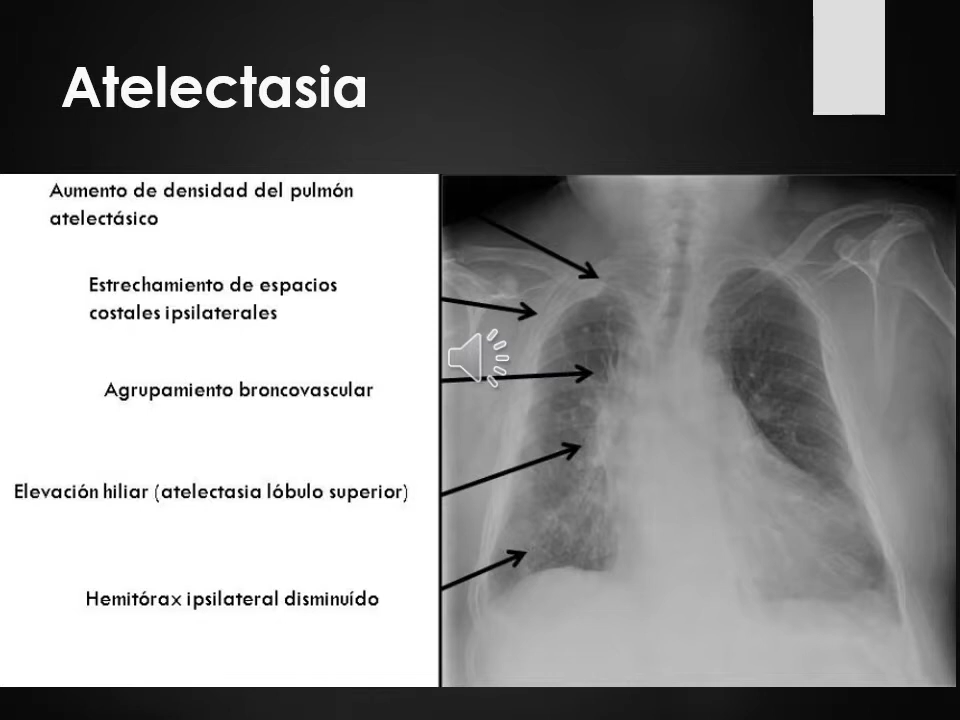 Atelectasia
Aumento de densidad del pulmón
atelectásico
Estrechamiento de espacios
costales ipsilaterales
Agrupamiento broncovascular
Elevación hiliar (atelectasia lóbulo superior)
Hemitórax ipsilateral disminuído